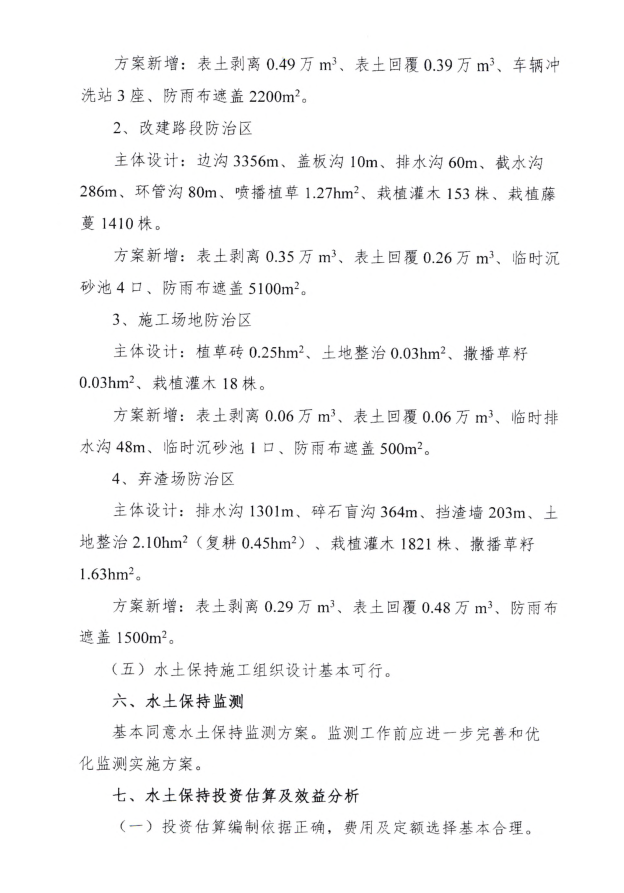 方案新增：表土剥离 0.49 万 m³、表土回覆 0.39 万 m³、车辆冲
洗站 3 座、防雨布遮盖 2200m²。
2、改建路段防治区
主体设计：边沟 3356m、盖板沟 10m、排水沟 60m、截水沟
286m、环管沟 80m、喷播植草 1.27hm²、栽植灌木 153 株、栽植藤
蔓 1410 株。
方案新增：表土剥离 0.35 万 m³、表土回覆 0.26 万 m³、临时沉
砂池 4 口、防雨布遮盖 5100m²。
3、施工场地防治区
主体设计：植草砖 0.25hm²、土地整治 0.03hm²、撒播草籽
0.03hm²、栽植灌木 18 株。
方案新增：表土剥离 0.06 万 m³、表土回覆 0.06 万 m³、临时排
水沟 48m、临时沉砂池 1 口、防雨布遮盖 500m²。
4、弃渣场防治区
主体设计：排水沟 1301m、碎石盲沟 364m、挡渣墙 203m、土
地整治 2.10hm²（复耕 0.45hm²）、栽植灌木 1821 株、撒播草籽
1.63hm²。
方案新增：表土剥离 0.29 万 m³、表土回覆 0.48 万 m³、防雨布
遮盖 1500m²。
（五）水土保持施工组织设计基本可行。
六、水土保持监测
基本同意水土保持监测方案。监测工作前应进一步完善和优
化监测实施方案。
七、水土保持投资估算及效益分析
（一）投资估算编制依据正确，费用及定额选择基本合理。